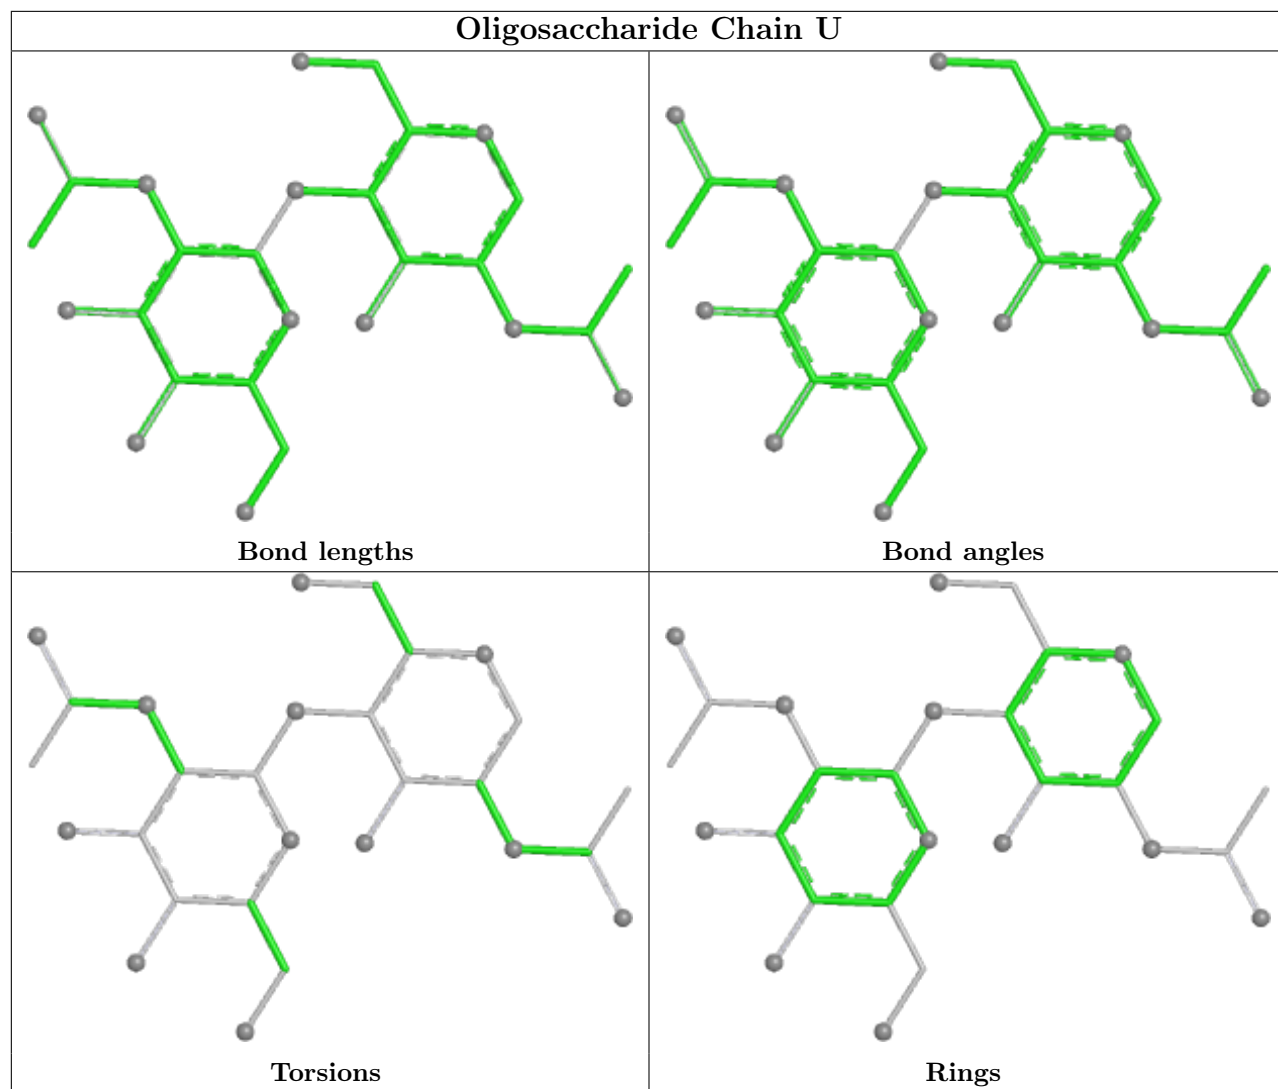 Oligosaccharide Chain U
Bond lengths
Bond angles
Torsions
Rings